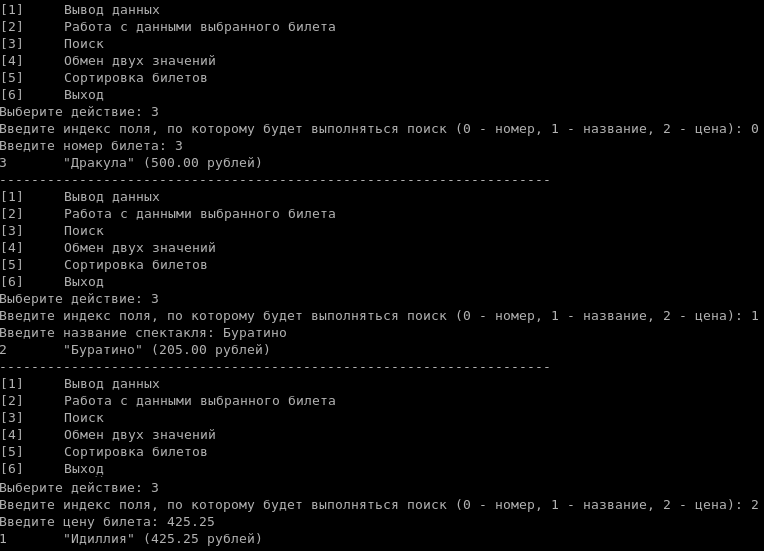 [1]     Вывод данных
[2]     Работа с данными выбранного билета
[3]     Поиск
[4]     Обмен двух значений
[5]     Сортировка билетов
[6]     Выход
Выберите действие: 3
Введите индекс поля, по которому будет выполняться поиск (0 - номер, 1 - название, 2 - цена): 0
Введите номер билета: 3
3       "Дракула" (500.00 рублей)
---------------------------------------------------------------------
[1]     Вывод данных
[2]     Работа с данными выбранного билета
[3]     Поиск
[4]     Обмен двух значений
[5]     Сортировка билетов
[6]     Выход
Выберите действие: 3
Введите индекс поля, по которому будет выполняться поиск (0 - номер, 1 - название, 2 - цена): 1
Введите название спектакля: Буратино
2       "Буратино" (205.00 рублей)
---------------------------------------------------------------------
[1]     Вывод данных
[2]     Работа с данными выбранного билета
[3]     Поиск
[4]     Обмен двух значений
[5]     Сортировка билетов
[6]     Выход
Выберите действие: 3
Введите индекс поля, по которому будет выполняться поиск (0 - номер, 1 - название, 2 - цена): 2
Введите цену билета: 425.25
1       "Идиллия" (425.25 рублей)